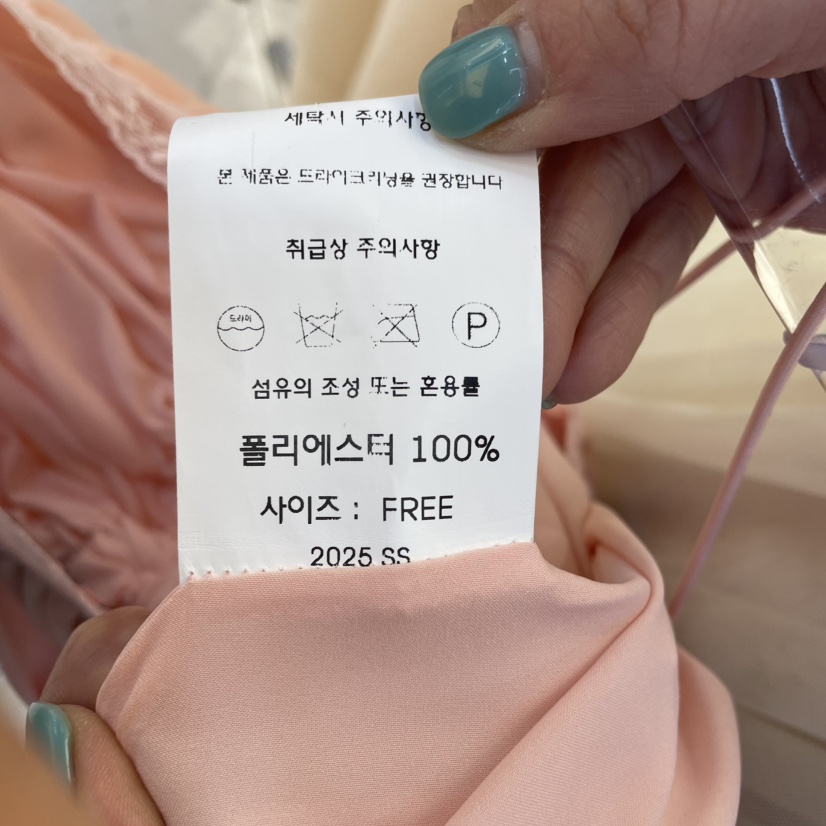 세탁시 주의사항
본 제품은 드라이크리닝을 권장합니다
취급상 주의사항
드라이 P
섬유의 조성 또는 혼용률
폴리에스터 100%
사이즈 : FREE
2025 SS